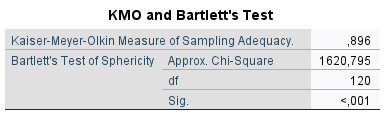 KMO and Bartlett's Test
Kaiser-Meyer-Olkin Measure of Sampling Adequacy. ,896
Bartlett's Test of Sphericity Approx. Chi-Square 1620,795
df 120
Sig. <,001